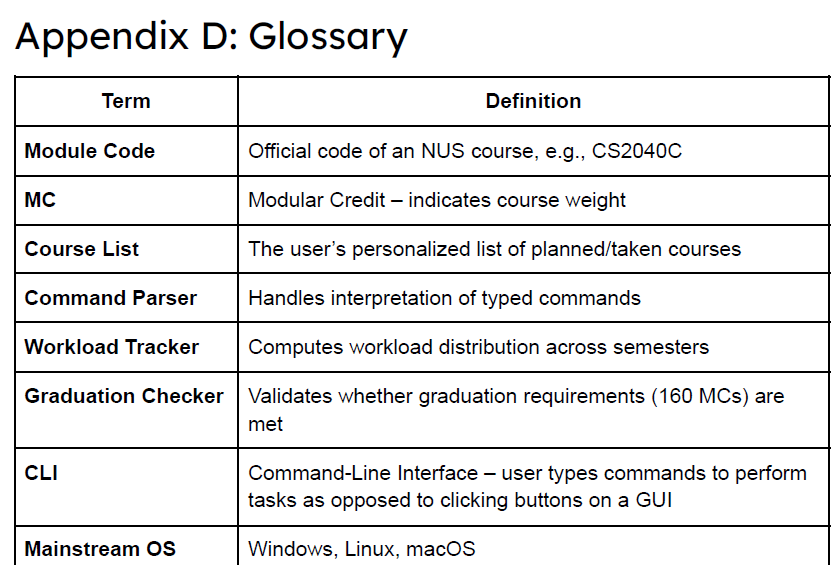 Appendix D: Glossary
Term Definition
Module Code Official code of an NUS course, e.g., CS2040C
MC Modular Credit – indicates course weight
Course List The user’s personalized list of planned/taken courses
Command Parser Handles interpretation of typed commands
Workload Tracker Computes workload distribution across semesters
Graduation Checker Validates whether graduation requirements (160 MCs) are
met
CLI Command-Line Interface – user types commands to perform
tasks as opposed to clicking buttons on a GUI
Mainstream OS Windows, Linux, macOS